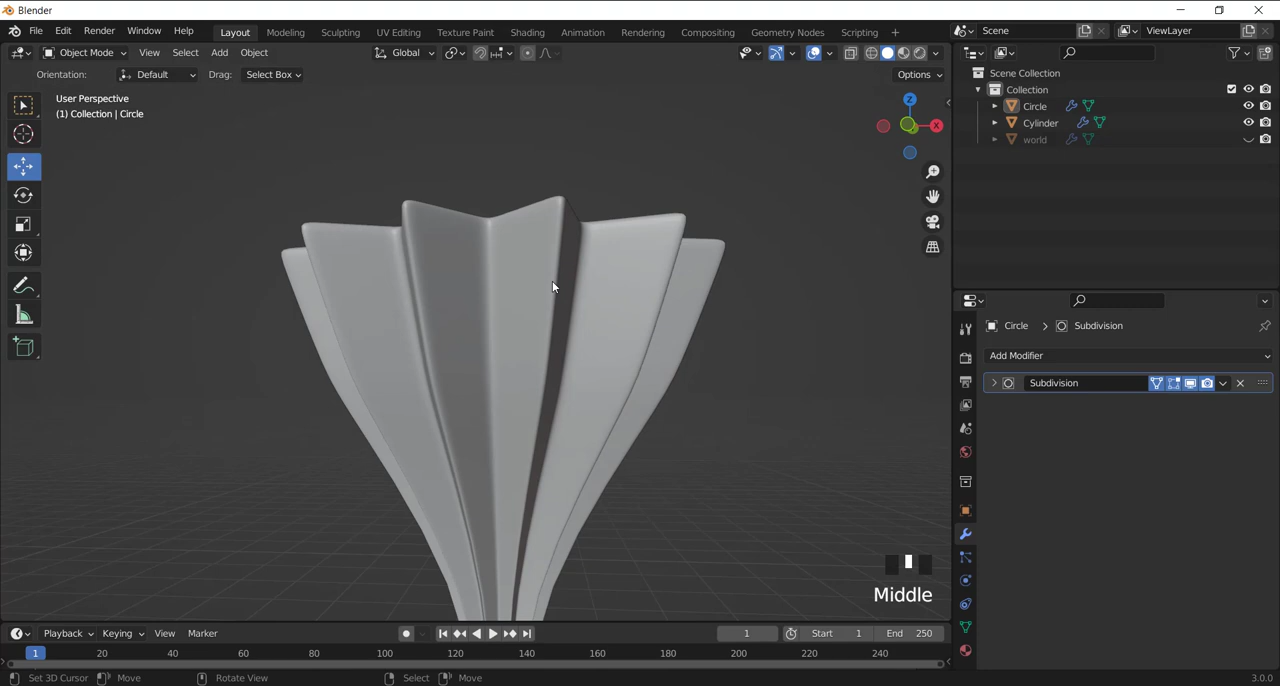 Blender
File Edit Render Window Help Layout Modeling Sculpting UV Editing Texture Paint Shading Animation Rendering Compositing Geometry Nodes Scripting + Scene ViewLayer
Object Mode View Select Add Object Global
Orientation: Default Drag: Select Box Options
User Perspective
(1) Collection | Circle
Z
X
Scene Collection
Collection
Circle
Cylinder
world
Circle > Subdivision
Add Modifier
Subdivision
Middle
Playback Keying View Marker 1 Start 1 End 250
1 20 40 60 80 100 120 140 160 180 200 220 240
Set 3D Cursor Move Rotate View Select Move 3.0.0